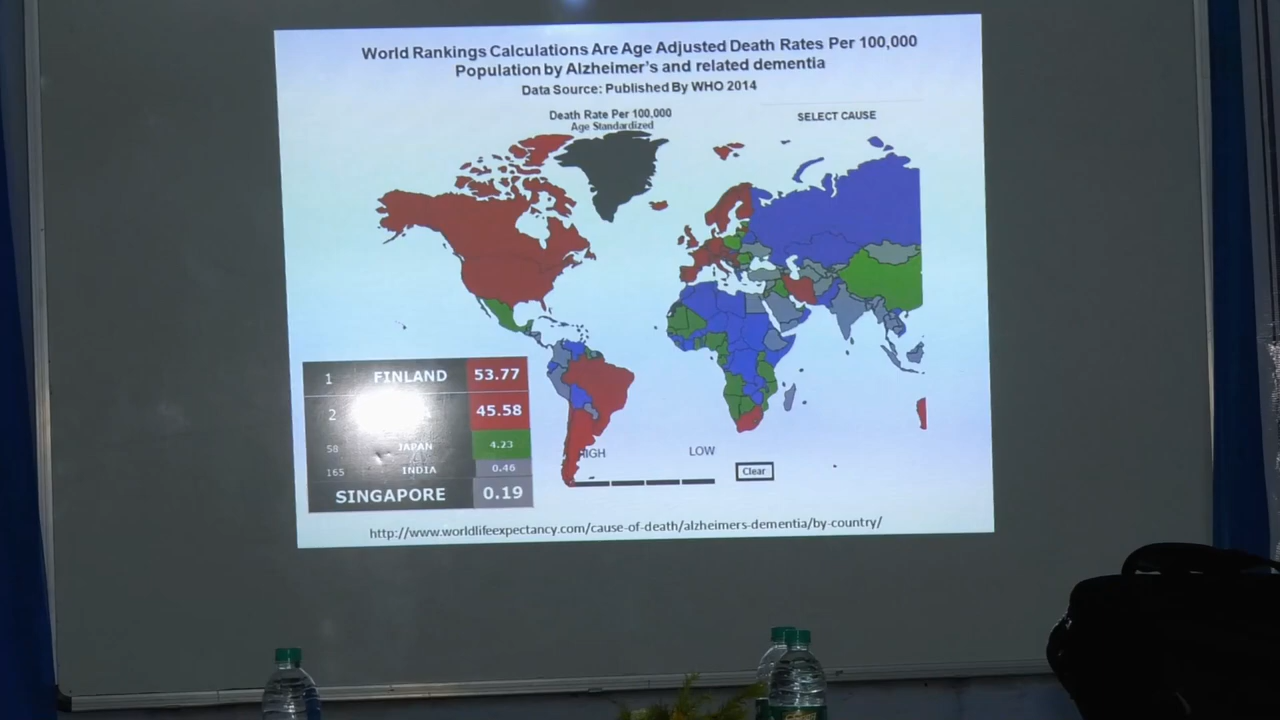 World Rankings Calculations Are Age Adjusted Death Rates Per 100,000
Population by Alzheimer's and related dementia
Data Source: Published By WHO 2014
Death Rate Per 100,000
Age Standardized
SELECT CAUSE
1 FINLAND 53.77
2 45.58
58 JAPAN 4.23
165 INDIA 0.46
SINGAPORE 0.19
HIGH LOW
Clear
http://www.worldlifeexpectancy.com/cause-of-death/alzheimers-dementia/by-country/